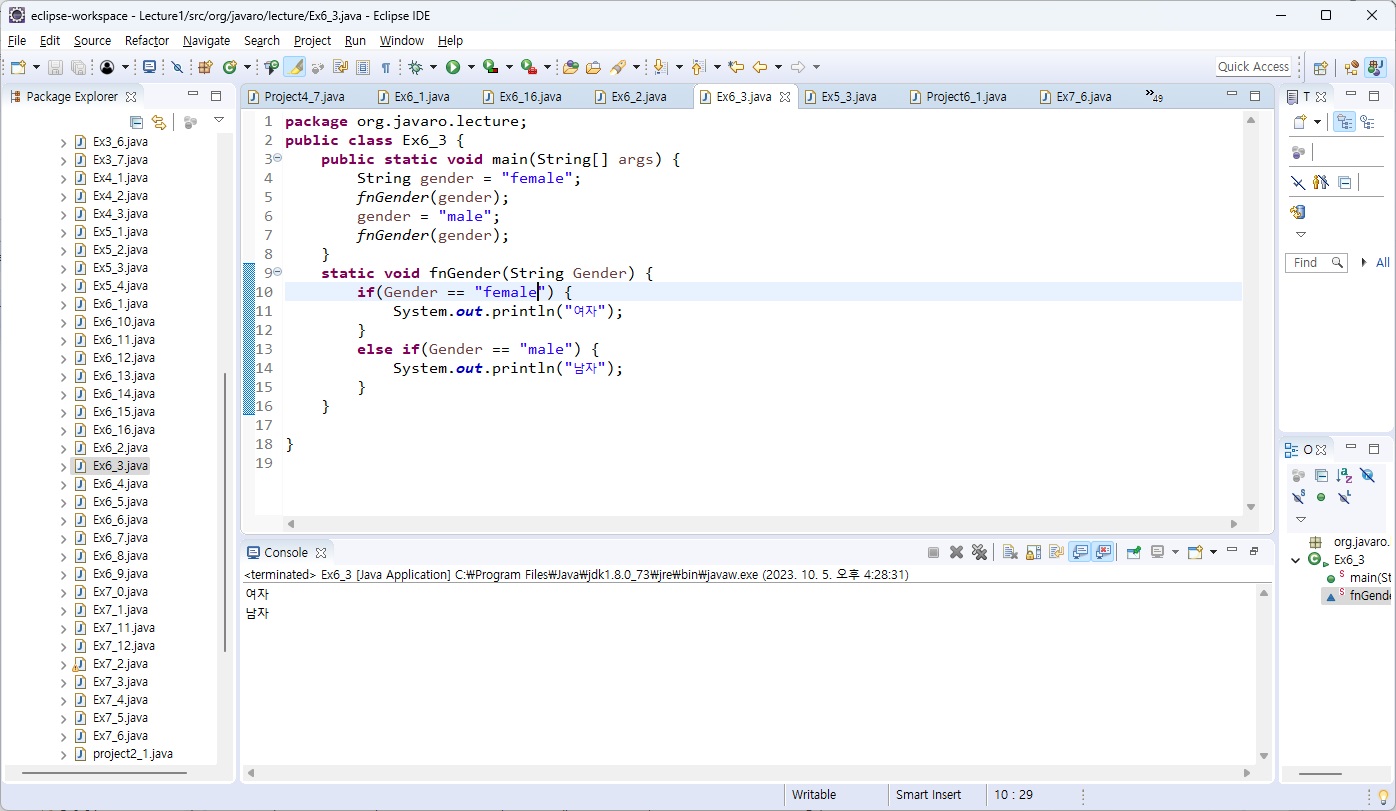 eclipse-workspace - Lecture1/src/org/javaro/lecture/Ex6_3.java - Eclipse IDE
File Edit Source Refactor Navigate Search Project Run Window Help
Quick Access
Package Explorer
Ex3_6.java
Ex3_7.java
Ex4_1.java
Ex4_2.java
Ex4_3.java
Ex5_1.java
Ex5_2.java
Ex5_3.java
Ex5_4.java
Ex6_1.java
Ex6_10.java
Ex6_11.java
Ex6_12.java
Ex6_13.java
Ex6_14.java
Ex6_15.java
Ex6_16.java
Ex6_2.java
Ex6_3.java
Ex6_4.java
Ex6_5.java
Ex6_6.java
Ex6_7.java
Ex6_8.java
Ex6_9.java
Ex7_0.java
Ex7_1.java
Ex7_11.java
Ex7_12.java
Ex7_2.java
Ex7_3.java
Ex7_4.java
Ex7_5.java
Ex7_6.java
project2_1.java
Project4_7.java Ex6_1.java Ex6_16.java Ex6_2.java Ex6_3.java Ex5_3.java Project6_1.java Ex7_6.java »49
1 package org.javaro.lecture;
2 public class Ex6_3 {
3 public static void main(String[] args) {
4 String gender = "female";
5 fnGender(gender);
6 gender = "male";
7 fnGender(gender);
8 }
9 static void fnGender(String Gender) {
10 if(Gender == "female") {
11 System.out.println("여자");
12 }
13 else if(Gender == "male") {
14 System.out.println("남자");
15 }
16 }
17
18 }
19
Console
<terminated> Ex6_3 [Java Application] C:₩Program Files₩Java₩jdk1.8.0_73₩jre₩bin₩javaw.exe (2023. 10. 5. 오후 4:28:31)
여자
남자
T
Find All
O
org.javaro.
Ex6_3
main(St
fnGende
Writable Smart Insert 10 : 29